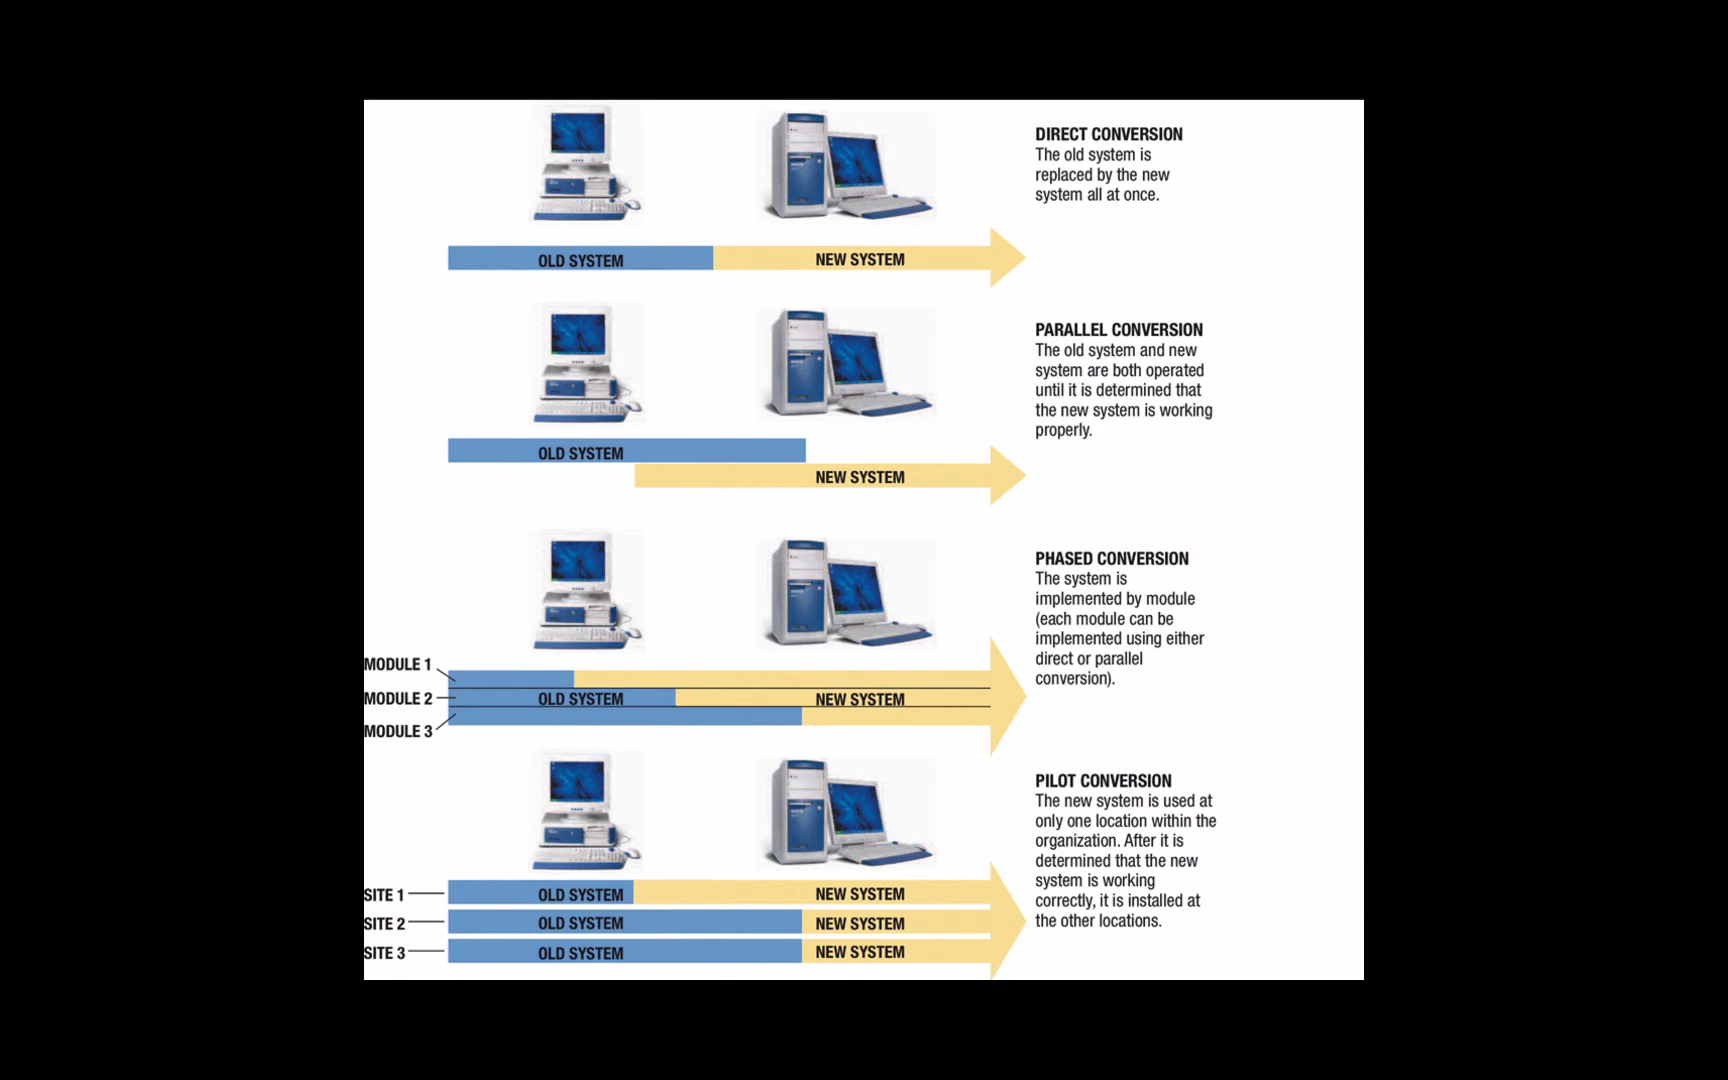 DIRECT CONVERSION
The old system is
replaced by the new
system all at once.
OLD SYSTEM
NEW SYSTEM
PARALLEL CONVERSION
The old system and new
system are both operated
until it is determined that
the new system is working
properly.
OLD SYSTEM
NEW SYSTEM
PHASED CONVERSION
The system is
implemented by module
(each module can be
implemented using either
direct or parallel
conversion).
MODULE 1
MODULE 2
OLD SYSTEM
NEW SYSTEM
MODULE 3
PILOT CONVERSION
The new system is used at
only one location within the
organization. After it is
determined that the new
system is working
correctly, it is installed at
the other locations.
SITE 1
OLD SYSTEM
NEW SYSTEM
SITE 2
OLD SYSTEM
NEW SYSTEM
SITE 3
OLD SYSTEM
NEW SYSTEM